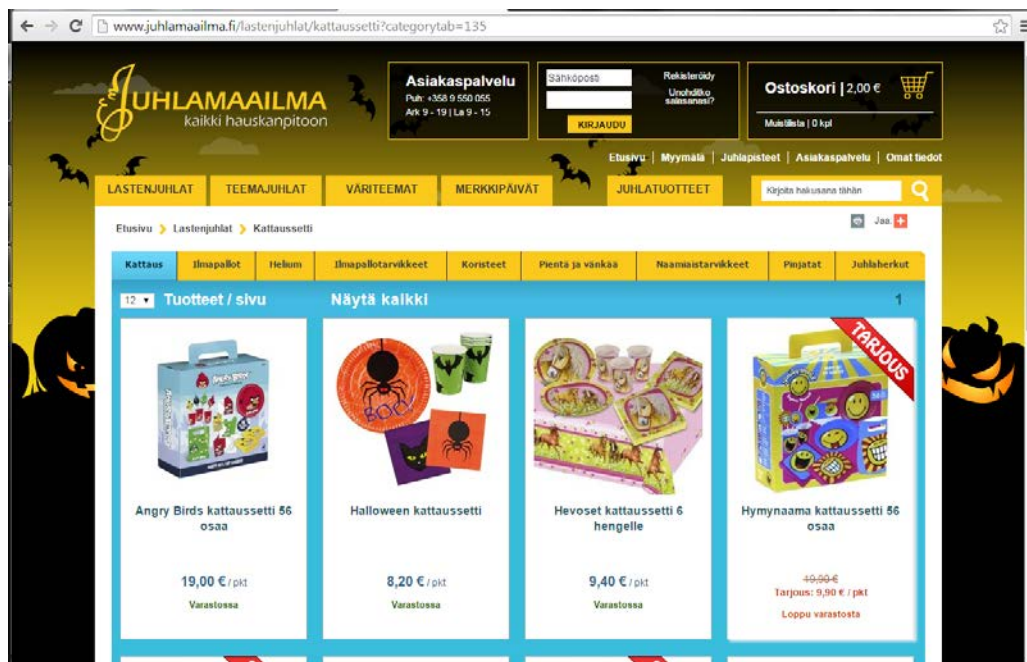 www.juhlamaailma.fi/lastenjuhlat/kattaussetti?categorytab=135
JUHLAMAAILMA
kaikki hauskanpitoon
Asiakaspalvelu
Puh: +358 9 550 055
Ark 9 - 19 | La 9 - 15
Sähköposti
KIRJAUDU
Rekisteröidy
Unohditko
salasanasi?
Ostoskori | 2,00 €
Muistilista | 0 kpl
Etusivu | Myymälä | Juhlapisteet | Asiakaspalvelu | Omat tiedot
LASTENJUHLAT TEEMAJUHLAT VÄRITEEMAT MERKKIPÄIVÄT JUHLATUOTTEET Kirjoita hakusana tähän
Etusivu Lastenjuhlat Kattaussetti
Jaa:
Kattaus Ilmapallot Helium Ilmapallotarvikkeet Koristeet Pientä ja vänkää Naamiaistarvikkeet Pinjatat Juhlaherkut
12 Tuotteet / sivu Näytä kaikki 1
TARJOUS
BOO!
Angry Birds kattaussetti 56
osaa
19,00 € / pkt
Varastossa
Halloween kattaussetti
8,20 € / pkt
Varastossa
Hevoset kattaussetti 6
hengelle
9,40 € / pkt
Varastossa
Hymynaama kattaussetti 56
osaa
19,90 €
Tarjous: 9,90 € / pkt
Loppu varastosta